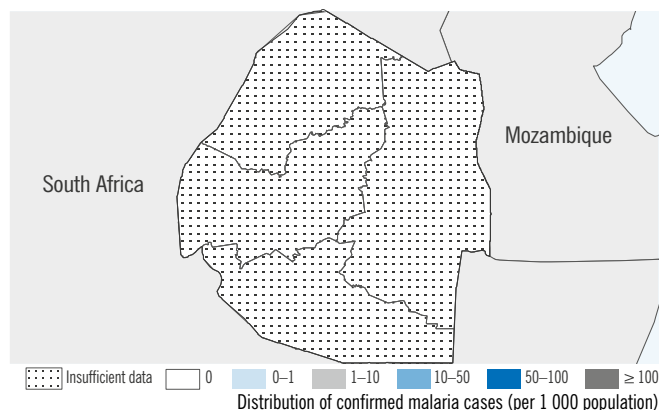 Mozambique
South Africa
Insufficient data 0 0–1 1–10 10–50 50–100 ≥ 100
Distribution of confirmed malaria cases (per 1 000 population)